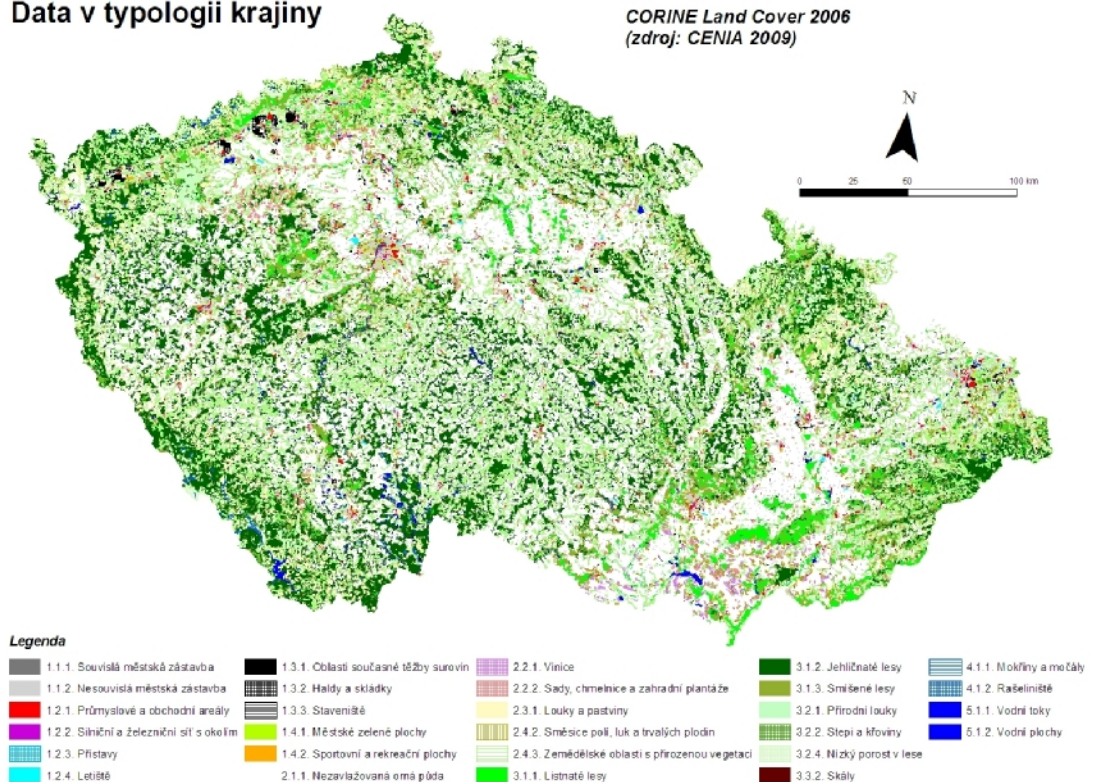 Data v typologii krajiny
CORINE Land Cover 2006
(zdroj: CENIA 2009)
N
0 25 50 100 km
Legenda
1.1.1. Souvislá městská zástavba
1.1.2. Nesouvislá městská zástavba
1.2.1. Průmyslové a obchodní areály
1.2.2. Silniční a železniční síť s okolím
1.2.3. Přístavy
1.2.4. Letiště
1.3.1. Oblasti současné těžby surovin
1.3.2. Haldy a skládky
1.3.3. Staveniště
1.4.1. Městské zelené plochy
1.4.2. Sportovní a rekreační plochy
2.1.1. Nezavlažovaná orná půda
2.2.1. Vinice
2.2.2. Sady, chmelnice a zahradní plantáže
2.3.1. Louky a pastviny
2.4.2. Směsice polí, luk a trvalých plodin
2.4.3. Zemědělské oblasti s přirozenou vegetací
3.1.1. Listnaté lesy
3.1.2. Jehličnaté lesy
3.1.3. Smíšené lesy
3.2.1. Přírodní louky
3.2.2. Stepi a křoviny
3.2.4. Nízký porost v lese
3.3.2. Skály
4.1.1. Mokřiny a močály
4.1.2. Rašeliniště
5.1.1. Vodní toky
5.1.2. Vodní plochy